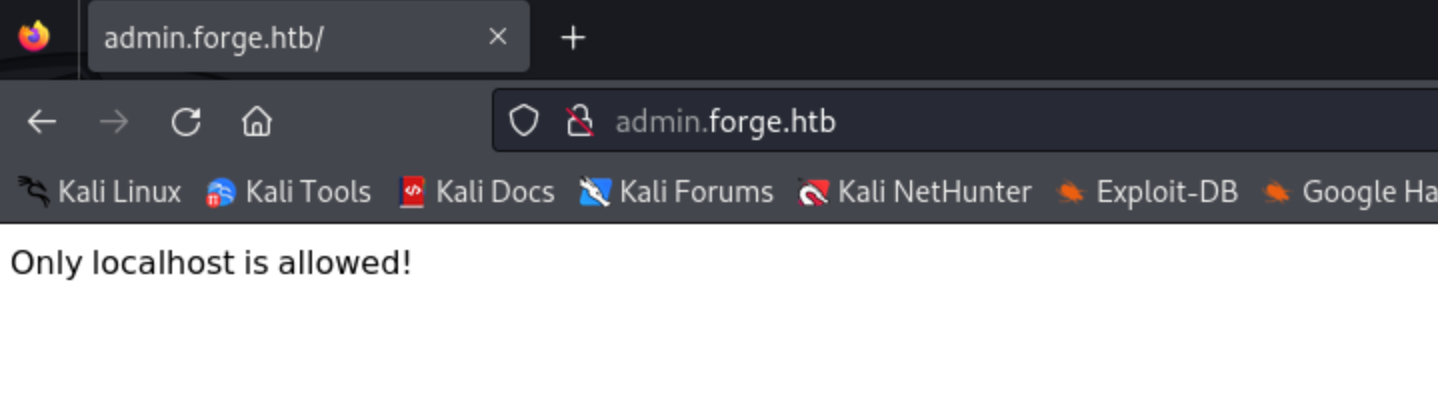 admin.forge.htb/
admin.forge.htb
Kali Linux Kali Tools Kali Docs Kali Forums Kali NetHunter Exploit-DB Google Ha
Only localhost is allowed!